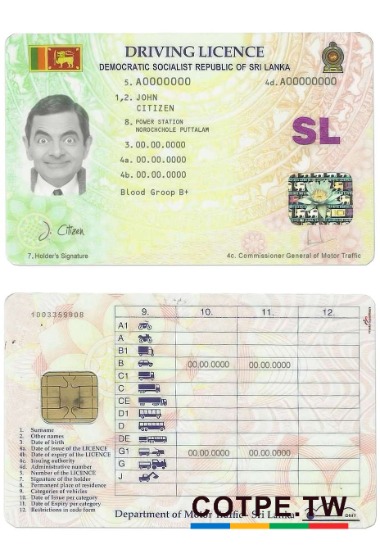 DRIVING LICENCE
DEMOCRATIC SOCIALIST REPUBLIC OF SRI LANKA
5. A0000000 4d. A00000000
1,2. JOHN
CITIZEN
8. POWER STATION
NOROCKCHOLE PUTTALAM
SL
3. 00.00.0000
4a. 00.00.0000
4b. 00.00.0000
Blood Group B+
J. Citizen
7. Holder's Signature 4c. Commissioner General of Motor Traffic
9. 10. 11. 12.
A1
A
B1
B 00,00.0000 00.00.0000
C1
C
CE
D1
D
DE
G1 00.00.0000 00.00.0000
G
J
1. Surname
2. Other names
3. Date of birth
4a Date of issue of the LICENCE
4b. Date of expiry of the LICENCE
4c Issuing authority
4d. Administrative number
5. Number of the LICENCE
7. Signature of the holder
8. Permanent place of residence
9. Categories of vehicles
10. Date of Issue per category
11. Date of Expiry per category
12. Restrictions in code form
Department of Motor Traffic Sri Lanka
COTPE.TW